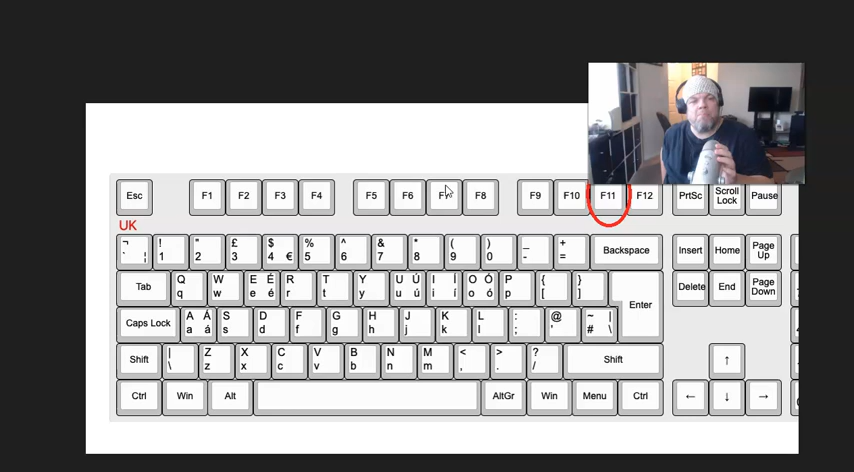 Esc F1 F2 F3 F4 F5 F6 F8 F9 F10 F11 F12 PrtSc Scroll Lock Pause
UK
¬ ` ¦ ! 1 " 2 £ 3 $ 4 € % 5 ^ 6 & 7 * 8 ( 9 ) 0 _ - + = Backspace Insert Home Page Up
Tab Q q W w E É e é R r T t Y y U Ú u ú I Í i í O Ó o ó P p { [ } ] Enter Delete End Page Down
Caps Lock A Á a á S s D d F f G g H h J j K k L l : ; @ ' ~ | # \
Shift | \ Z z X x C c V v B b N n M m < , > . ? / Shift ↑
Ctrl Win Alt AltGr Win Menu Ctrl ← ↓ →